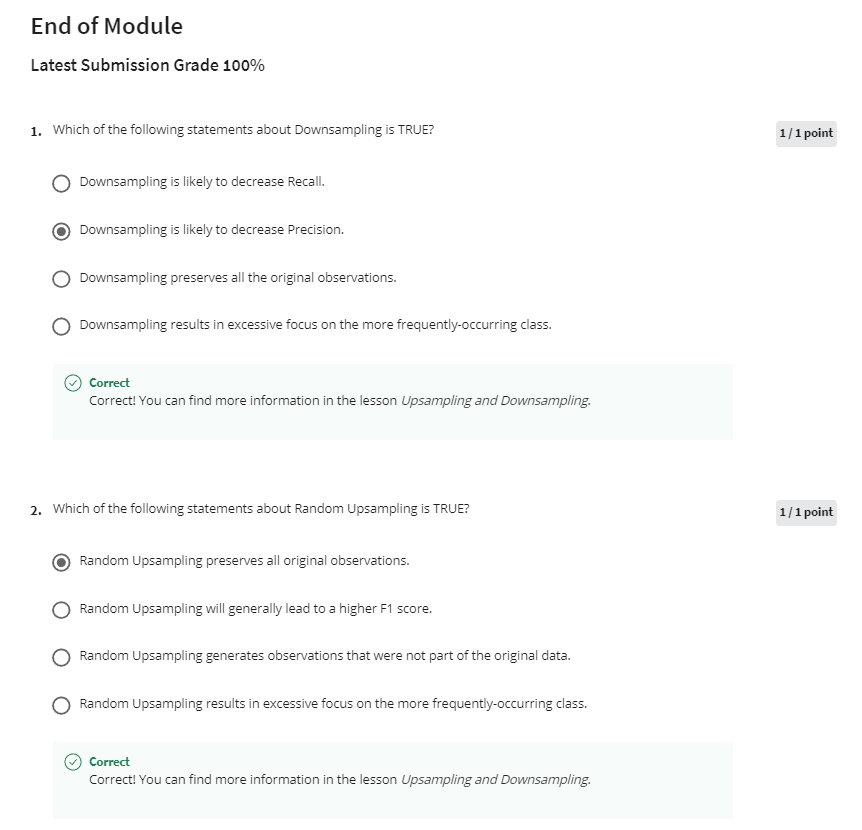 End of Module
Latest Submission Grade 100%
1. Which of the following statements about Downsampling is TRUE?
1 / 1 point
Downsampling is likely to decrease Recall.
Downsampling is likely to decrease Precision.
Downsampling preserves all the original observations.
Downsampling results in excessive focus on the more frequently-occurring class.
Correct
Correct! You can find more information in the lesson Upsampling and Downsampling.
2. Which of the following statements about Random Upsampling is TRUE?
1 / 1 point
Random Upsampling preserves all original observations.
Random Upsampling will generally lead to a higher F1 score.
Random Upsampling generates observations that were not part of the original data.
Random Upsampling results in excessive focus on the more frequently-occurring class.
Correct
Correct! You can find more information in the lesson Upsampling and Downsampling.